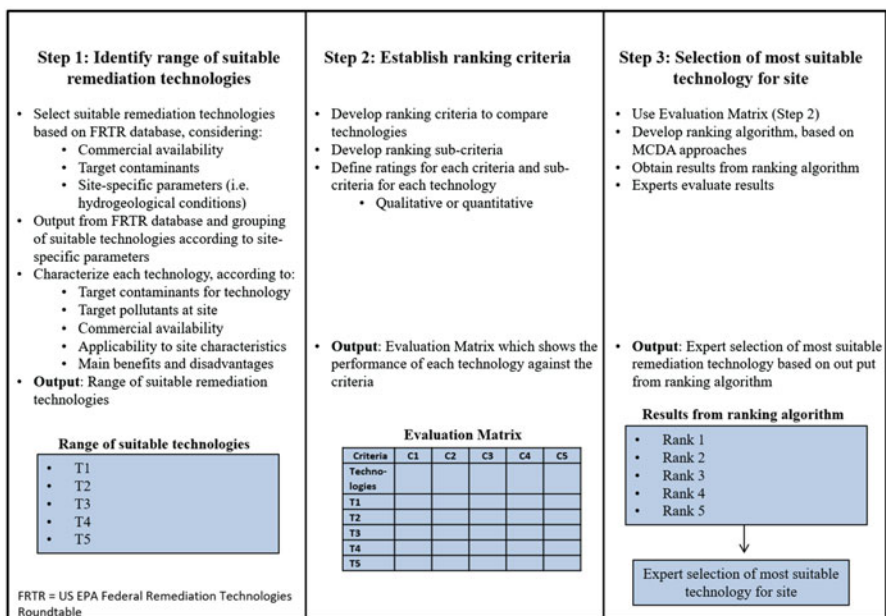 Step 1: Identify range of suitable
remediation technologies
• Select suitable remediation technologies
based on FRTR database, considering:
• Commercial availability
• Target contaminants
• Site-specific parameters (i.e.
hydrogeological conditions)
• Output from FRTR database and grouping
of suitable technologies according to site-
specific parameters
• Characterize each technology, according to:
• Target contaminants for technology
• Target pollutants at site
• Commercial availability
• Applicability to site characteristics
• Main benefits and disadvantages
• Output: Range of suitable remediation
technologies
Range of suitable technologies
• T1
• T2
• T3
• T4
• T5
FRTR = US EPA Federal Remediation Technologies
Roundtable
Step 2: Establish ranking criteria
• Develop ranking criteria to compare
technologies
• Develop ranking sub-criteria
• Define ratings for each criteria and sub-
criteria for each technology
• Qualitative or quantitative
• Output: Evaluation Matrix which shows the
performance of each technology against the
criteria
Evaluation Matrix
Criteria C1 C2 C3 C4 C5
Techno-
logies
T1
T2
T3
T4
T5
Step 3: Selection of most suitable
technology for site
• Use Evaluation Matrix (Step 2)
• Develop ranking algorithm, based on
MCDA approaches
• Obtain results from ranking algorithm
• Experts evaluate results
• Output: Expert selection of most suitable
remediation technology based on out put
from ranking algorithm
Results from ranking algorithm
• Rank 1
• Rank 2
• Rank 3
• Rank 4
• Rank 5
Expert selection of most suitable
technology for site